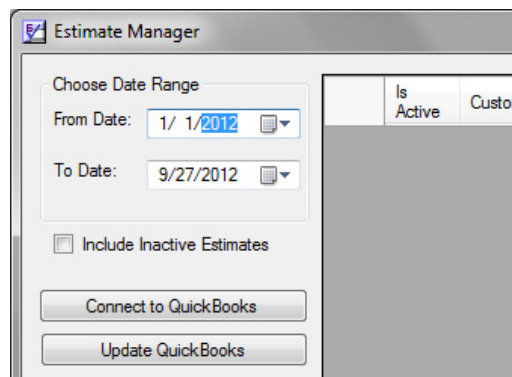 Estimate Manager
Choose Date Range
From Date: 1/ 1/2012
To Date: 9/27/2012
Include Inactive Estimates
Connect to QuickBooks
Update QuickBooks
Is
Active